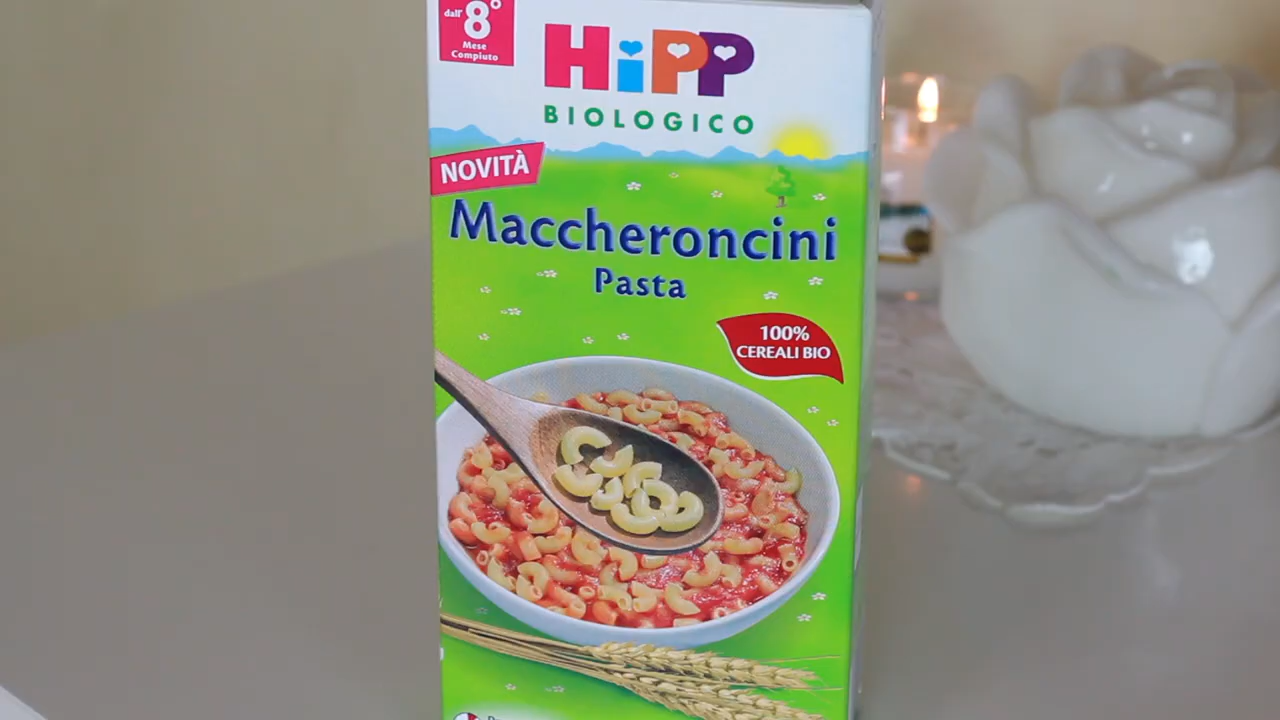 dall' 8°
Mese
Compiuto
HiPP
BIOLOGICO
NOVITÀ
Maccheroncini
Pasta
100%
CEREALI BIO